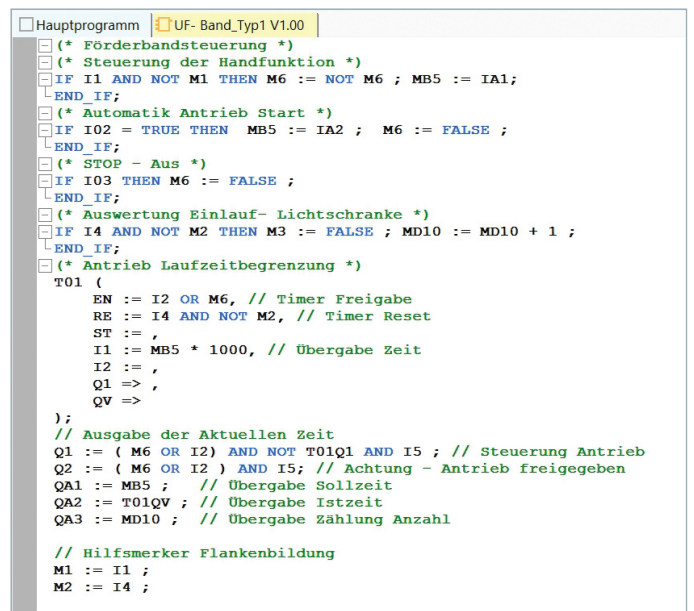 Hauptprogramm UF- Band_Typ1 V1.00
(* Förderbandsteuerung *)
(* Steuerung der Handfunktion *)
IF I1 AND NOT M1 THEN M6 := NOT M6 ; MB5 := IA1;
END_IF;
(* Automatik Antrieb Start *)
IF I02 = TRUE THEN MB5 := IA2 ; M6 := FALSE ;
END_IF;
(* STOP - Aus *)
IF I03 THEN M6 := FALSE ;
END_IF;
(* Auswertung Einlauf- Lichtschranke *)
IF I4 AND NOT M2 THEN M3 := FALSE ; MD10 := MD10 + 1 ;
END_IF;
(* Antrieb Laufzeitbegrenzung *)
T01 (
EN := I2 OR M6, // Timer Freigabe
RE := I4 AND NOT M2, // Timer Reset
ST := ,
I1 := MB5 * 1000, // Übergabe Zeit
I2 := ,
Q1 => ,
QV =>
);
// Ausgabe der Aktuellen Zeit
Q1 := ( M6 OR I2) AND NOT T01Q1 AND I5 ; // Steuerung Antrieb
Q2 := ( M6 OR I2 ) AND I5; // Achtung - Antrieb freigegeben
QA1 := MB5 ; // Übergabe Sollzeit
QA2 := T01QV ; // Übergabe Istzeit
QA3 := MD10 ; // Übergabe Zählung Anzahl
// Hilfsmerker Flankenbildung
M1 := I1 ;
M2 := I4 ;